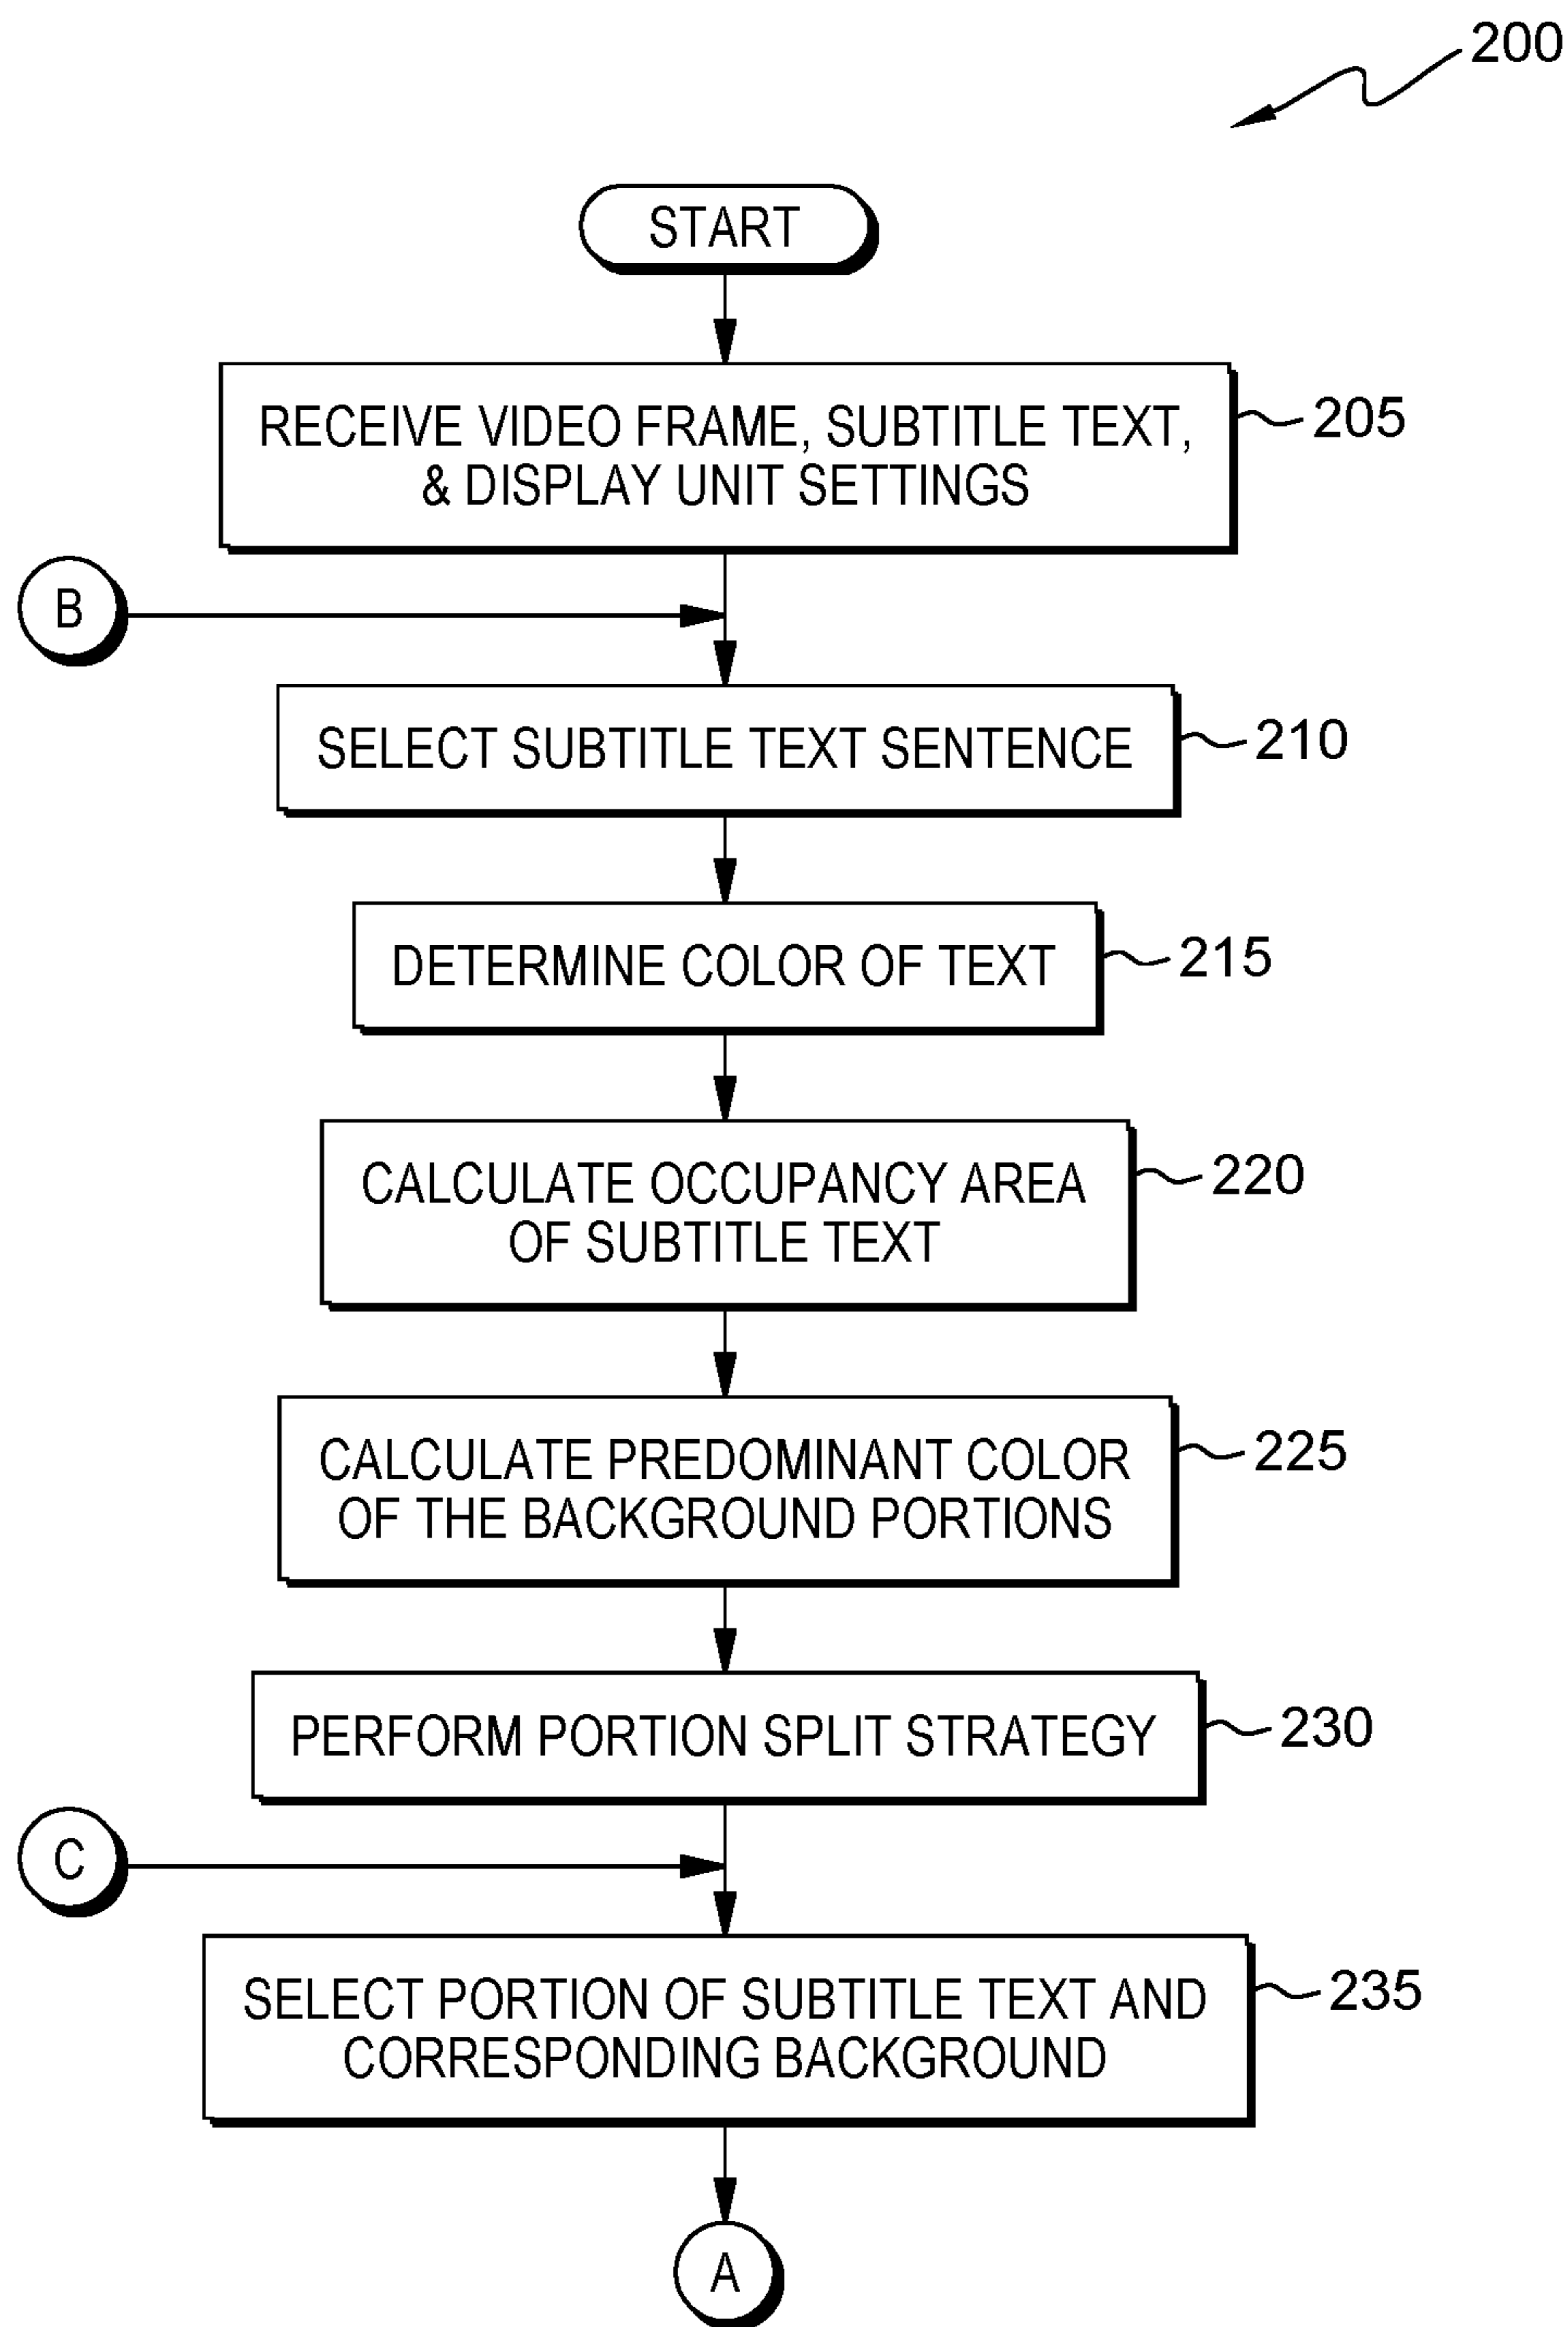 200
START
RECEIVE VIDEO FRAME, SUBTITLE TEXT,
& DISPLAY UNIT SETTINGS
205
B
SELECT SUBTITLE TEXT SENTENCE
210
DETERMINE COLOR OF TEXT
215
CALCULATE OCCUPANCY AREA
OF SUBTITLE TEXT
220
CALCULATE PREDOMINANT COLOR
OF THE BACKGROUND PORTIONS
225
PERFORM PORTION SPLIT STRATEGY
230
C
SELECT PORTION OF SUBTITLE TEXT AND
CORRESPONDING BACKGROUND
235
A